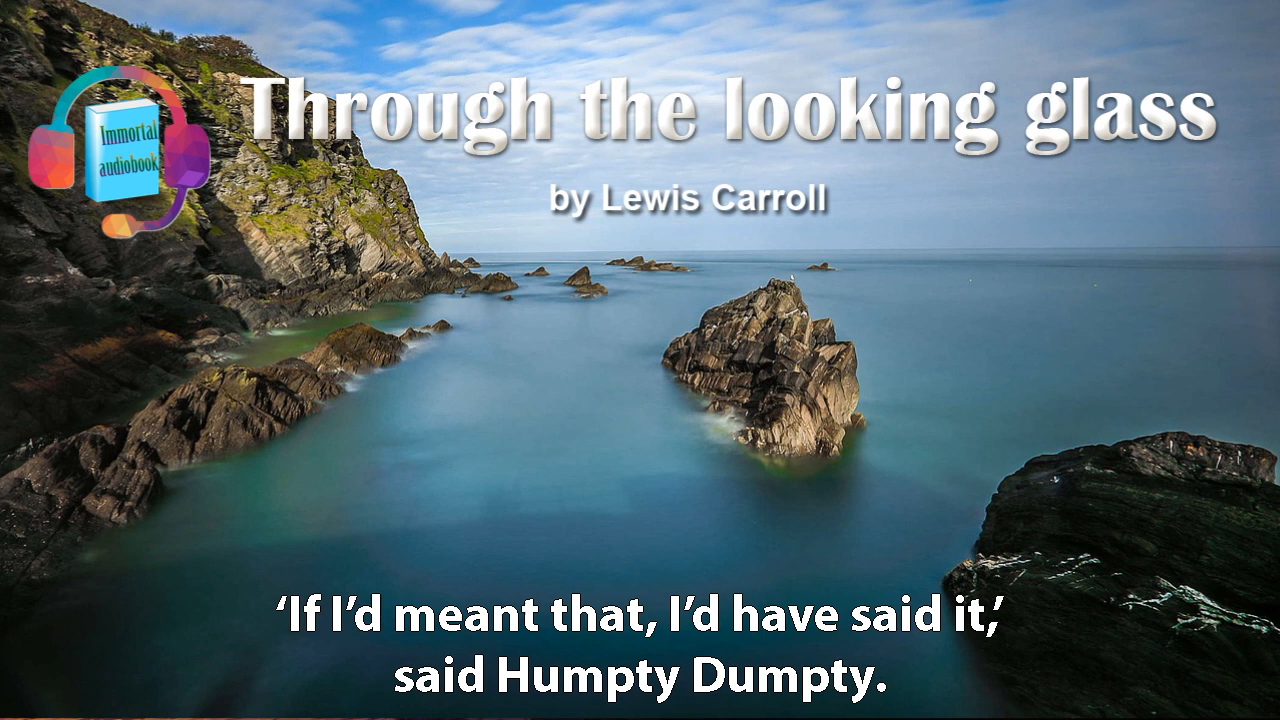 Through the looking glass
by Lewis Carroll
Immortal
audiobook
‘If I’d meant that, I’d have said it,’
said Humpty Dumpty.